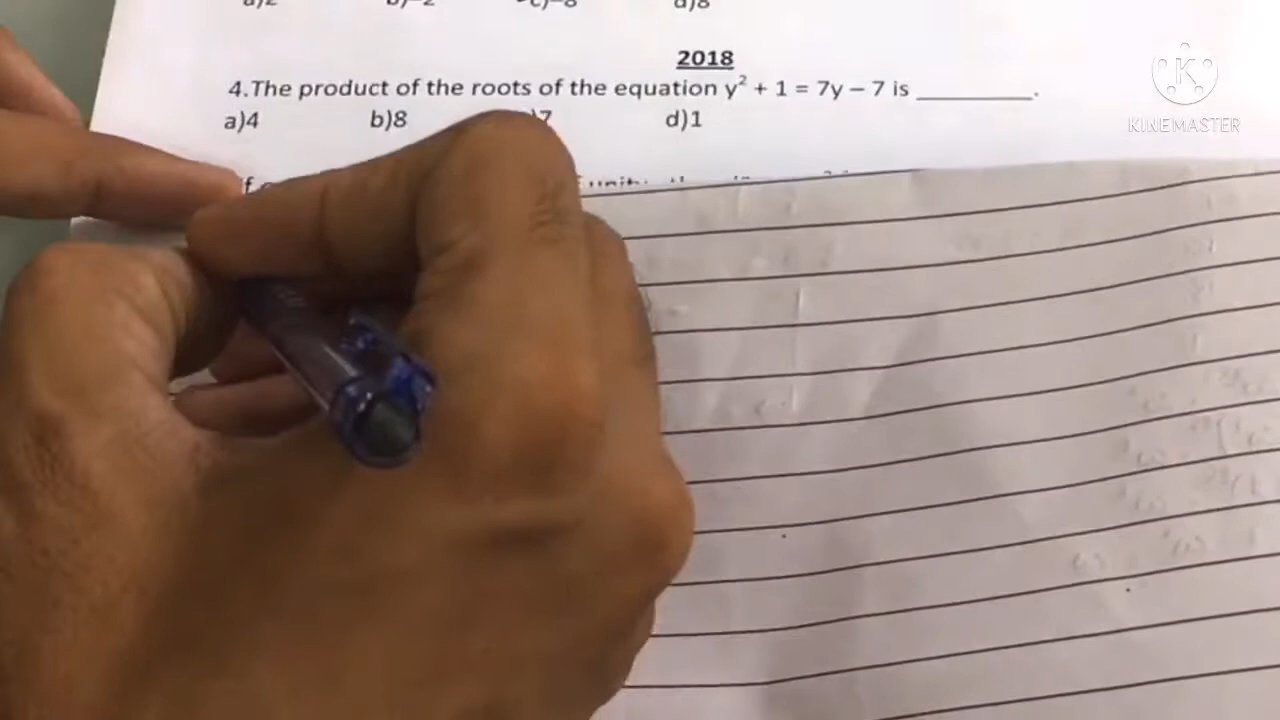 2018
4.The product of the roots of the equation y² + 1 = 7y – 7 is ________.
a)4 b)8 )7 d)1
K
KINEMASTER